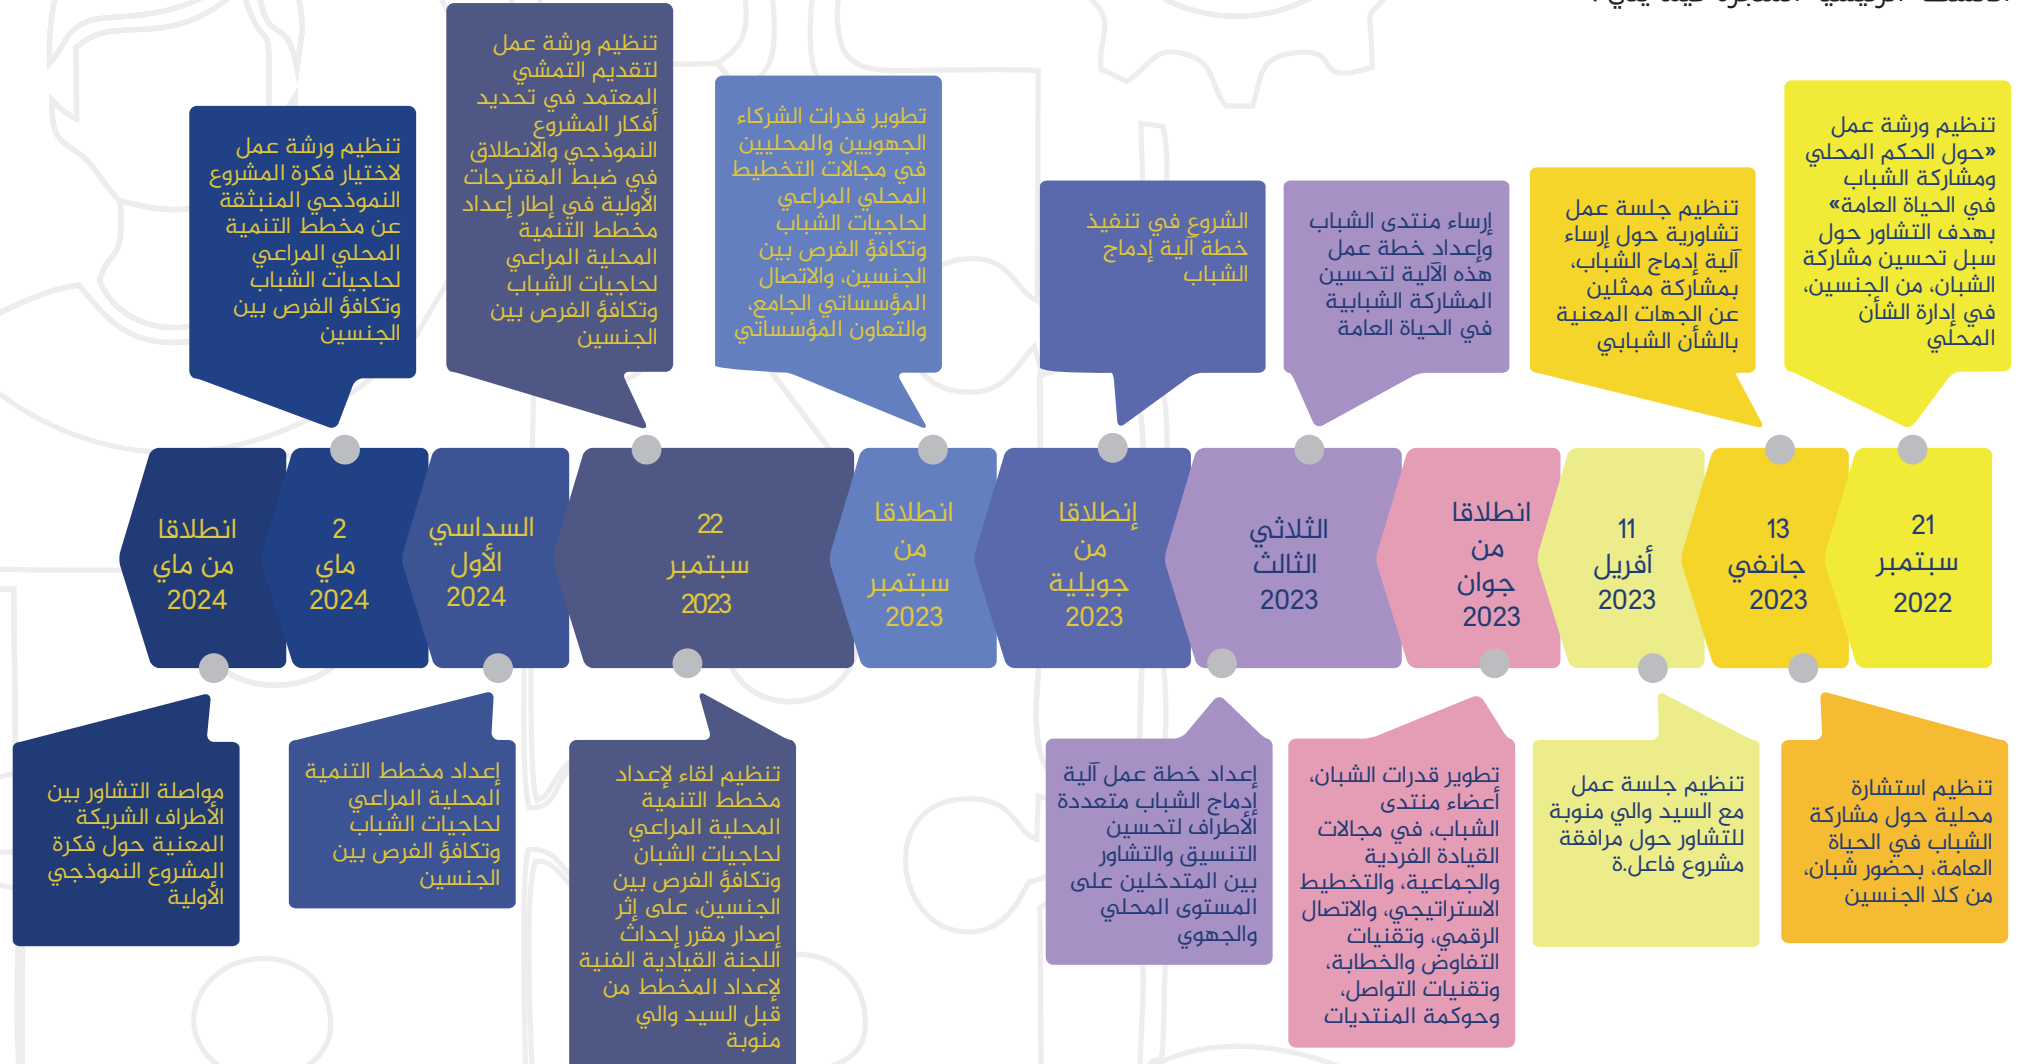 تنظيم ورشة عمل
«حول الحكم المحلي
ومشاركة الشباب
في الحياة العامة»
بهدف التشاور حول
سبل تحسين مشاركة
الشبان، من الجنسين،
في إدارة الشأن
المحلي
تنظيم جلسة عمل
تشاورية حول إرساء
آلية إدماج الشباب،
بمشاركة ممثلين
عن الجهات المعنية
بالشأن الشبابي
إرساء منتدى الشباب
وإعداد خطة عمل
هذه الآلية لتحسين
المشاركة الشبابية
في الحياة العامة
الشروع في تنفيذ
خطة آلية إدماج
الشباب
تطوير قدرات الشركاء
الجهويين والمحليين
في مجالات التخطيط
المحلي المراعي
لحاجيات الشباب
وتكافؤ الفرص بين
الجنسين، والاتصال
المؤسساتي الجامع،
والتعاون المؤسساتي
تنظيم ورشة عمل
لتقديم التمشي
المعتمد في تحديد
أفكار المشروع
النموذجي والانطلاق
في ضبط المقترحات
الأولية في إطار إعداد
مخطط التنمية
المحلية المراعي
لحاجيات الشباب
وتكافؤ الفرص بين
الجنسين
تنظيم ورشة عمل
لاختيار فكرة المشروع
النموذجي المنبثقة
عن مخطط التنمية
المحلي المراعي
لحاجيات الشباب
وتكافؤ الفرص بين
الجنسين
21
سبتمبر
2022
13
جانفي
2023
11
أفريل
2023
انطلاقا
من
جوان
2023
الثلاثي
الثالث
2023
إنطلاقا
من
جويلية
2023
انطلاقا
من
سبتمبر
2023
22
سبتمبر
2023
السداسي
الأول
2024
2
ماي
2024
انطلاقا
من ماي
2024
تنظيم استشارة
محلية حول مشاركة
الشباب في الحياة
العامة، بحضور شبان،
من كلا الجنسين
تنظيم جلسة عمل
مع السيد والي منوبة
للتشاور حول مرافقة
مشروع فاعل.ة
تطوير قدرات الشبان،
أعضاء منتدى
الشباب، في مجالات
القيادة الفردية
والجماعية، والتخطيط
الاستراتيجي، والاتصال
الرقمي، وتقنيات
التفاوض والخطابة،
وتقنيات التواصل،
وحوكمة المنتديات
إعداد خطة عمل آلية
إدماج الشباب متعددة
الأطراف لتحسين
التنسيق والتشاور
بين المتدخلين على
المستوى المحلي
والجهوي
تنظيم لقاء لإعداد
مخطط التنمية
المحلية المراعي
لحاجيات الشبان
وتكافؤ الفرص بين
الجنسين، على إثر
إصدار مقرر إحداث
اللجنة القيادية الفنية
لإعداد المخطط من
قبل السيد والي
منوبة
إعداد مخطط التنمية
المحلية المراعي
لحاجيات الشباب
وتكافؤ الفرص بين
الجنسين
مواصلة التشاور بين
الأطراف الشريكة
المعنية حول فكرة
المشروع النموذجي
الأولية